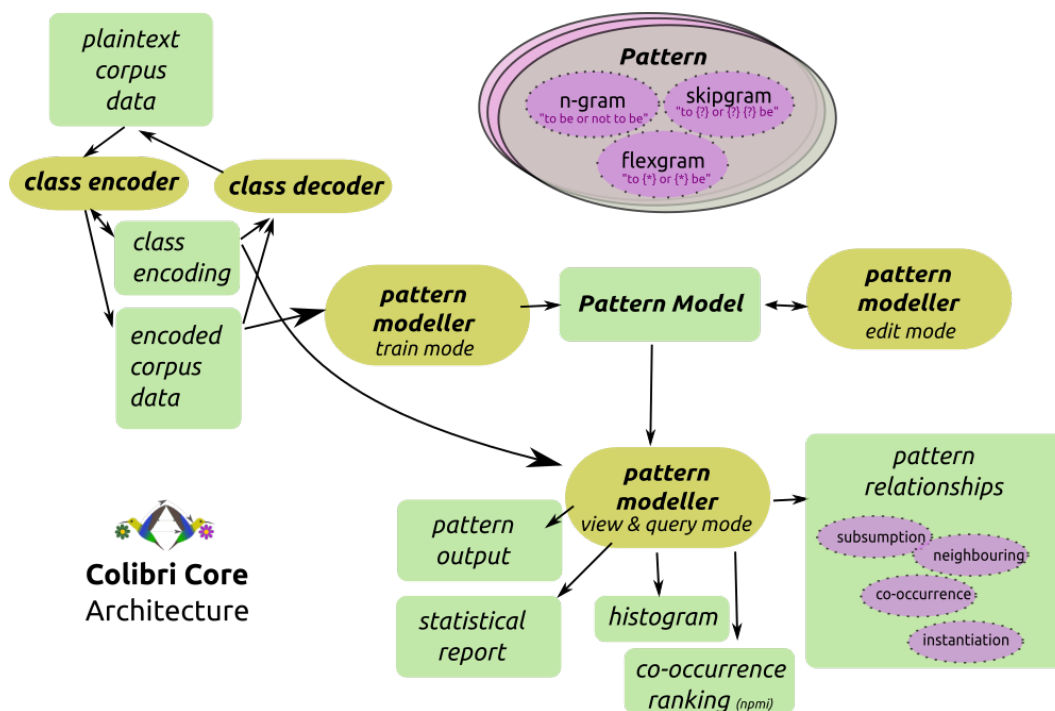 plaintext
corpus
data
Pattern
n-gram
"to be or not to be"
skipgram
"to {?} or {?} {?} be"
flexgram
"to {*} or {*} be"
class encoder
class decoder
class
encoding
encoded
corpus
data
pattern
modeller
train mode
Pattern Model
pattern
modeller
edit mode
pattern
modeller
view & query mode
pattern
relationships
subsumption
neighbouring
co-occurrence
instantiation
pattern
output
statistical
report
histogram
co-occurrence
ranking (npmi)
Colibri Core
Architecture